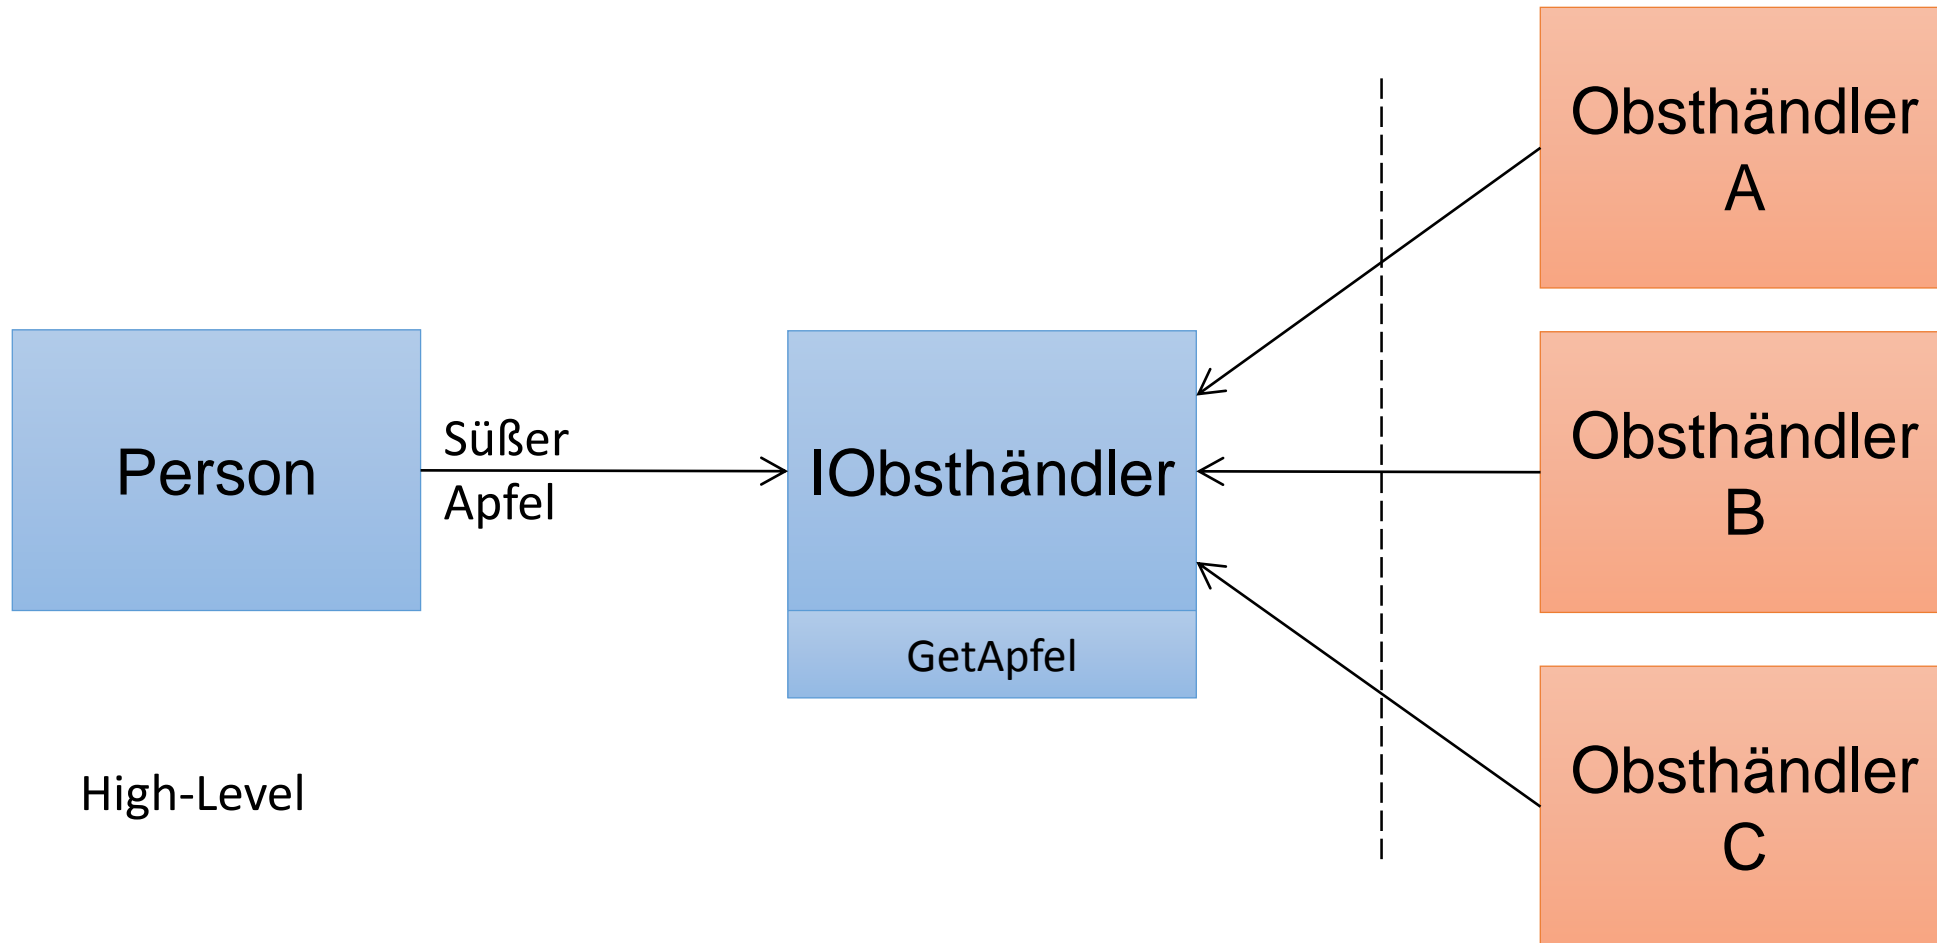 Person
Süßer
Apfel
IObsthändler
GetApfel
Obsthändler
A
Obsthändler
B
Obsthändler
C
High-Level